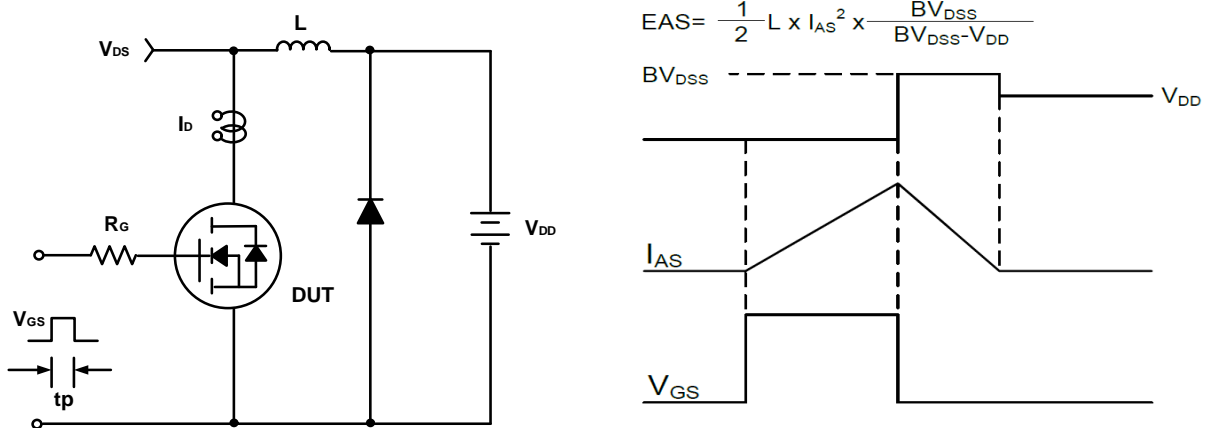 L
VDS
ID
RG
VDD
DUT
VGS
tp
EAS= 1/2 L x IAS² x BVDSS/BVDSS-VDD
BVDSS
VDD
IAS
VGS